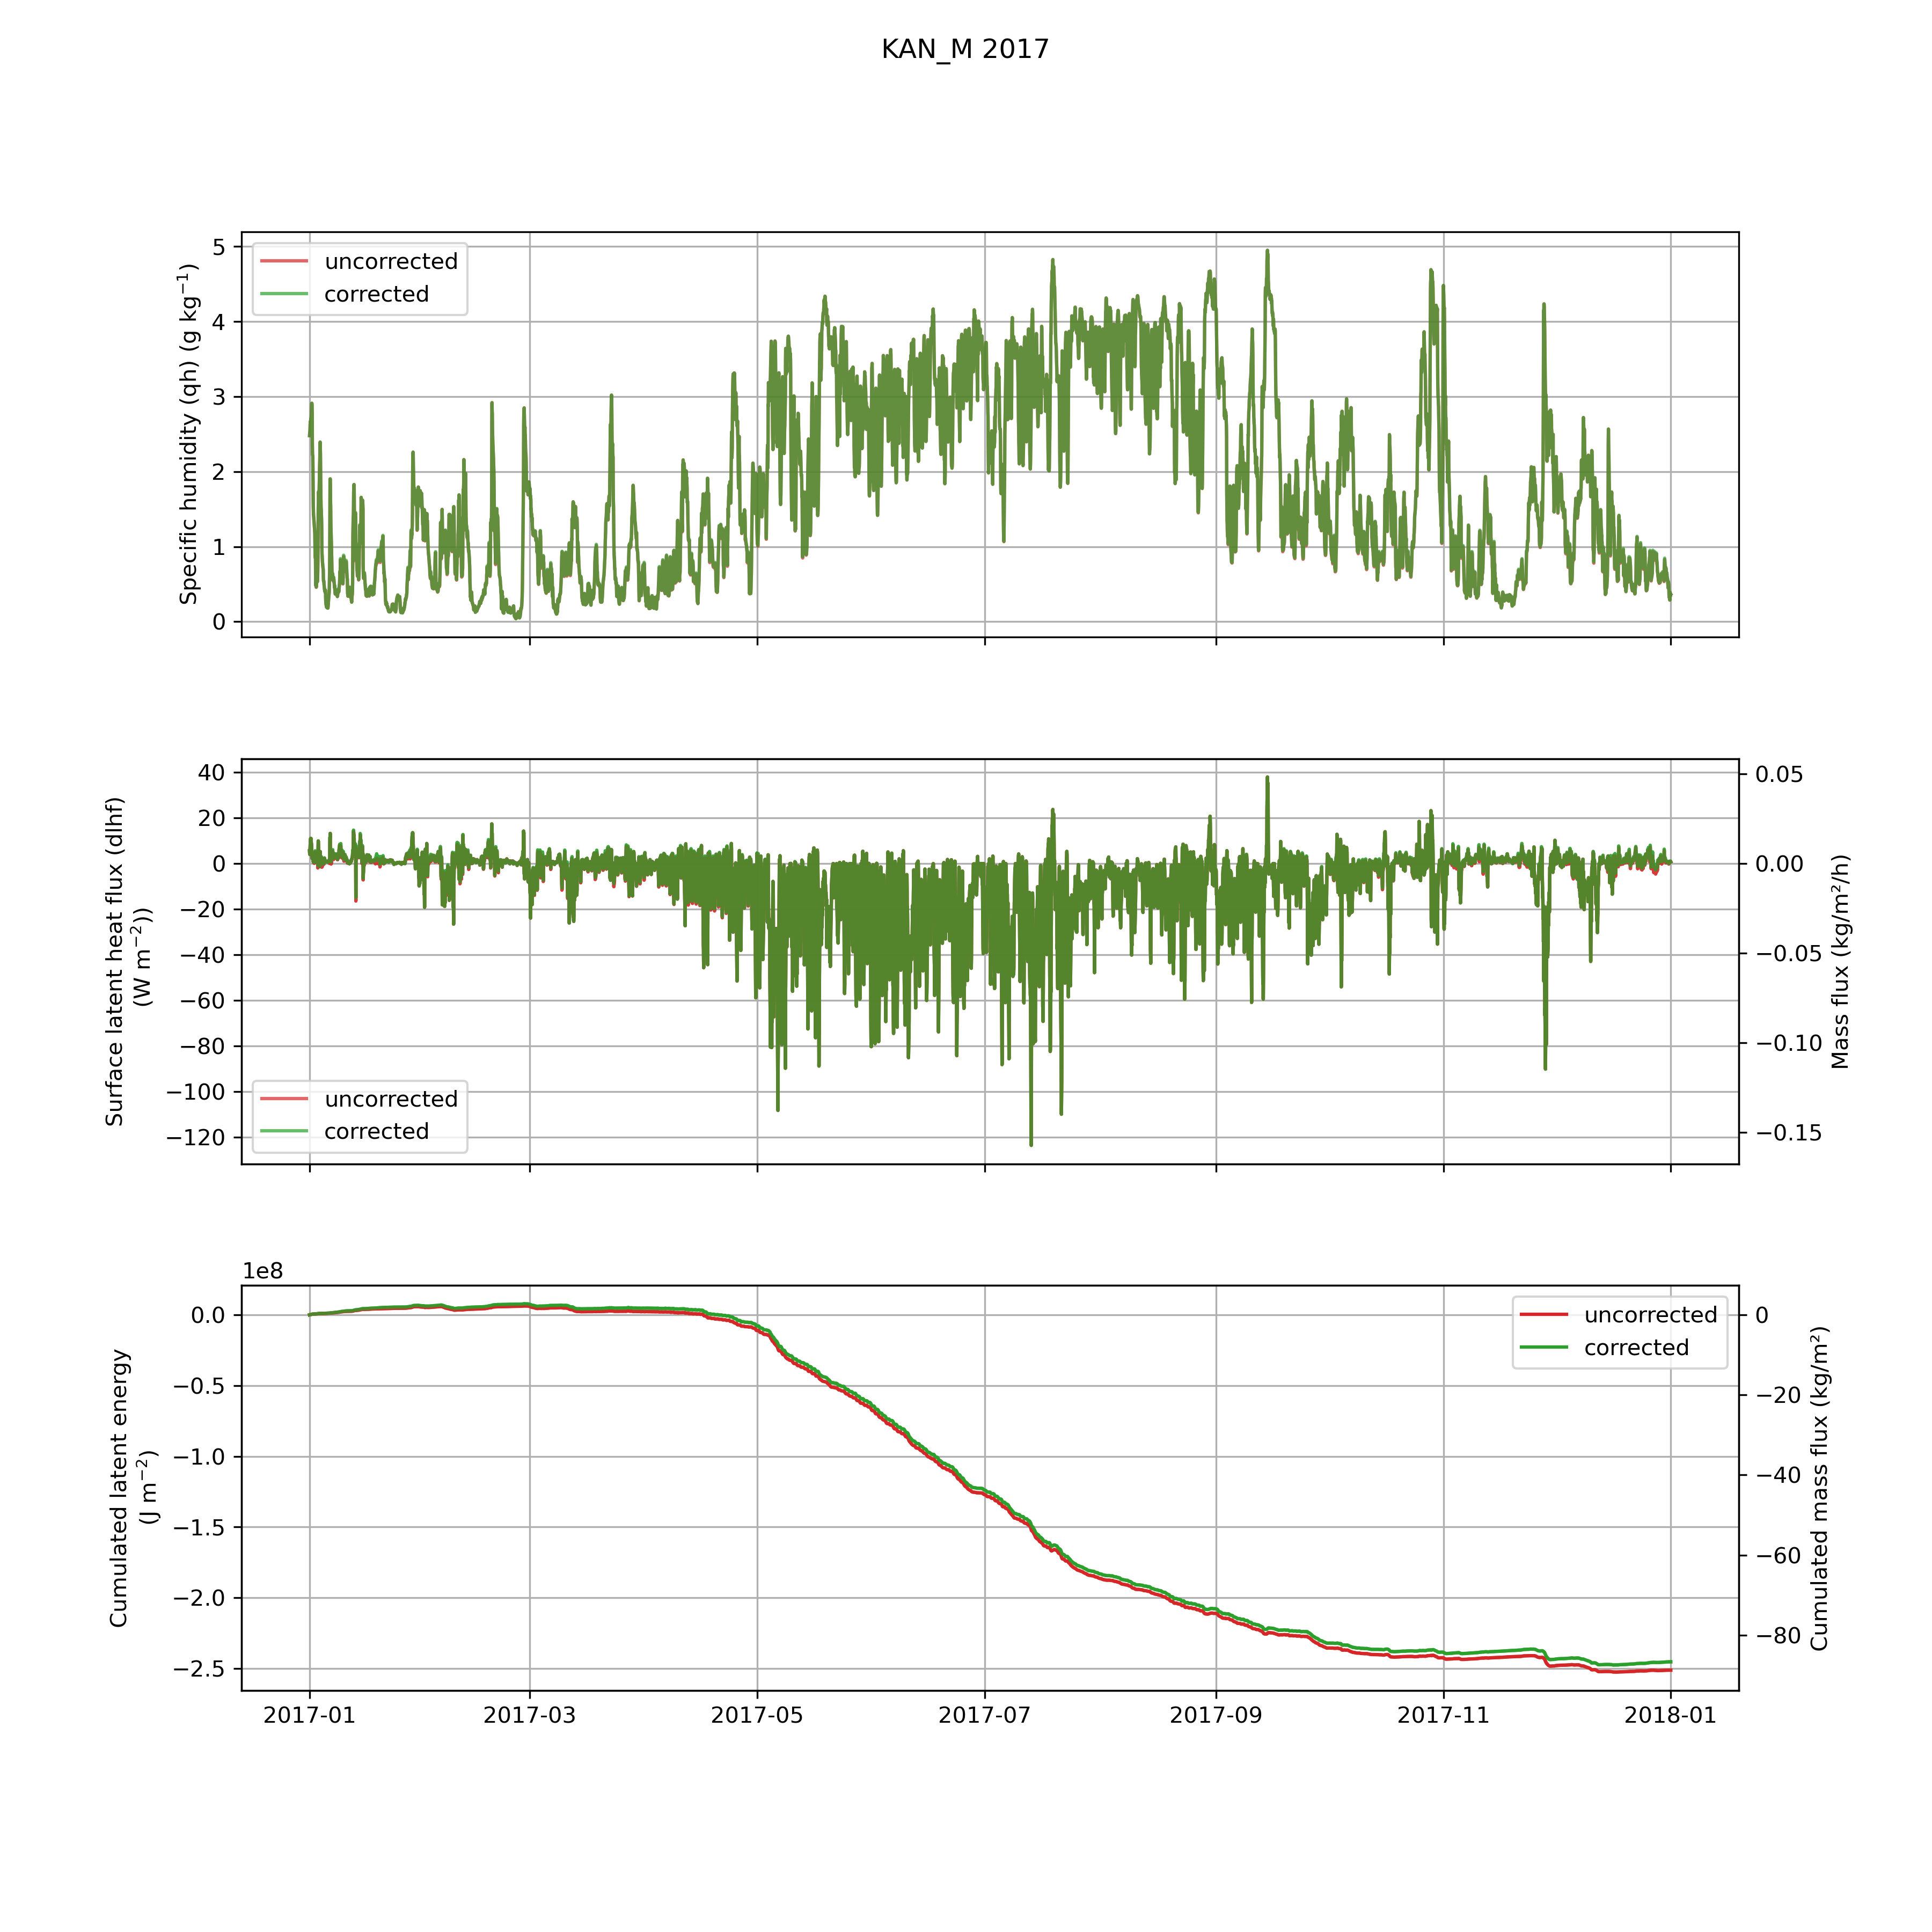 KAN_M 2017
Specific humidity (qh) (g kg⁻¹)
5
4
3
2
1
0
uncorrected
corrected
Surface latent heat flux (dlhf)
(W m⁻²))
40
20
0
−20
−40
−60
−80
−100
−120
uncorrected
corrected
0.05
0.00
−0.05
−0.10
−0.15
Mass flux (kg/m²/h)
1e8
Cumulated latent energy
(J m⁻²)
0.0
−0.5
−1.0
−1.5
−2.0
−2.5
uncorrected
corrected
0
−20
−40
−60
−80
Cumulated mass flux (kg/m²)
2017-01 2017-03 2017-05 2017-07 2017-09 2017-11 2018-01